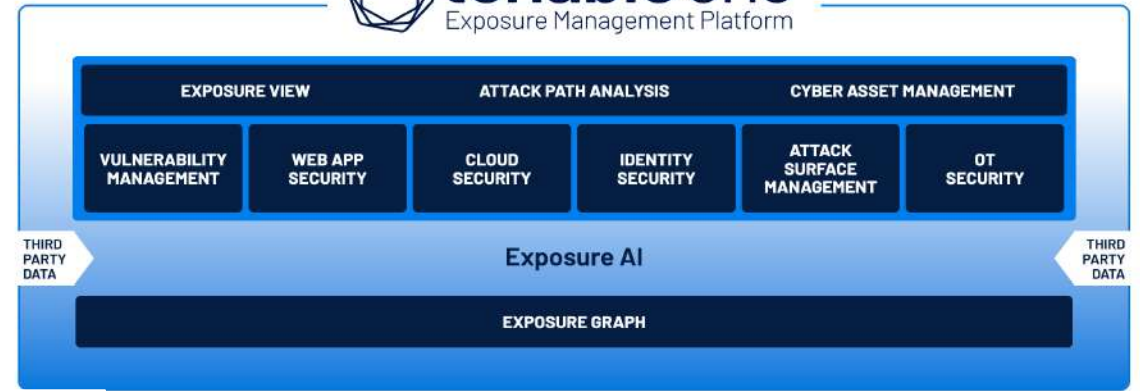 Exposure Management Platform
EXPOSURE VIEW
ATTACK PATH ANALYSIS
CYBER ASSET MANAGEMENT
VULNERABILITY
MANAGEMENT
WEB APP
SECURITY
CLOUD
SECURITY
IDENTITY
SECURITY
ATTACK
SURFACE
MANAGEMENT
OT
SECURITY
THIRD
PARTY
DATA
Exposure AI
THIRD
PARTY
DATA
EXPOSURE GRAPH